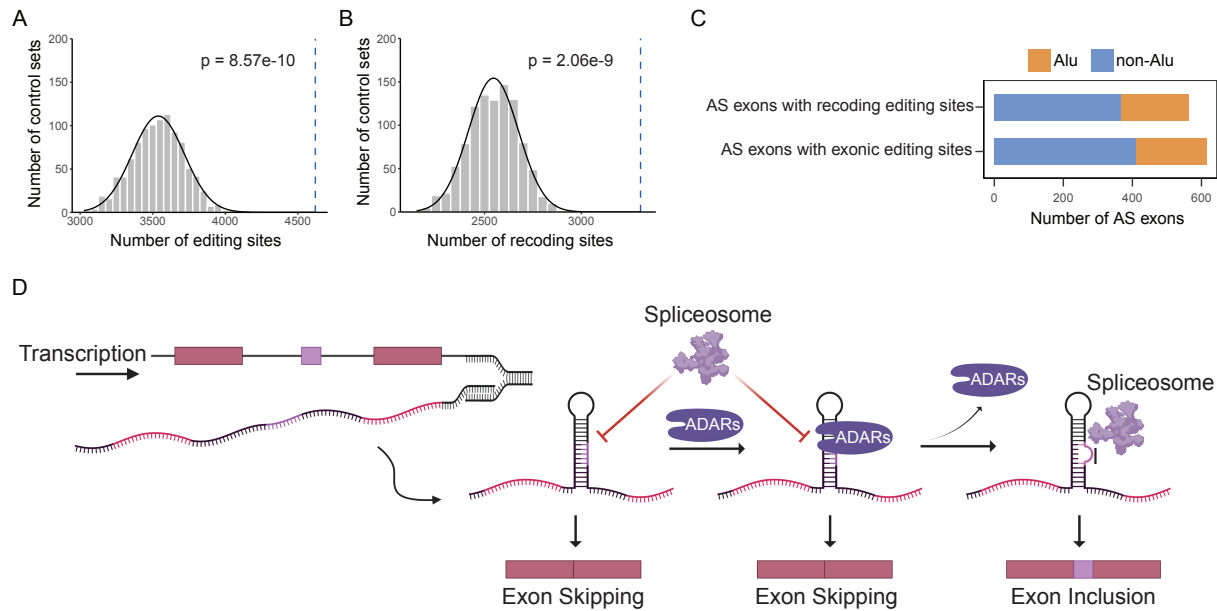 A
Number of control sets
200
150
100
50
0
p = 8.57e-10
3000
3500
4000
4500
Number of editing sites
B
Number of control sets
200
150
100
50
0
p = 2.06e-9
2500
3000
Number of recoding sites
C
Alu
non-Alu
AS exons with recoding editing sites
AS exons with exonic editing sites
0
200
400
600
Number of AS exons
D
Transcription
Spliceosome
ADARs
ADARs
ADARs
Spliceosome
I
Exon Skipping
Exon Skipping
Exon Inclusion